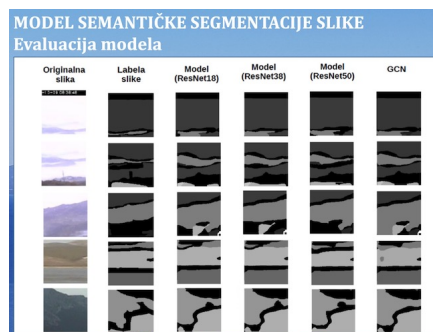 MODEL SEMANTIČKE SEGMENTACIJE SLIKE
Evaluacija modela
Originalna slika
Labela slike
Model (ResNet18)
Model (ResNet38)
Model (ResNet50)
GCN